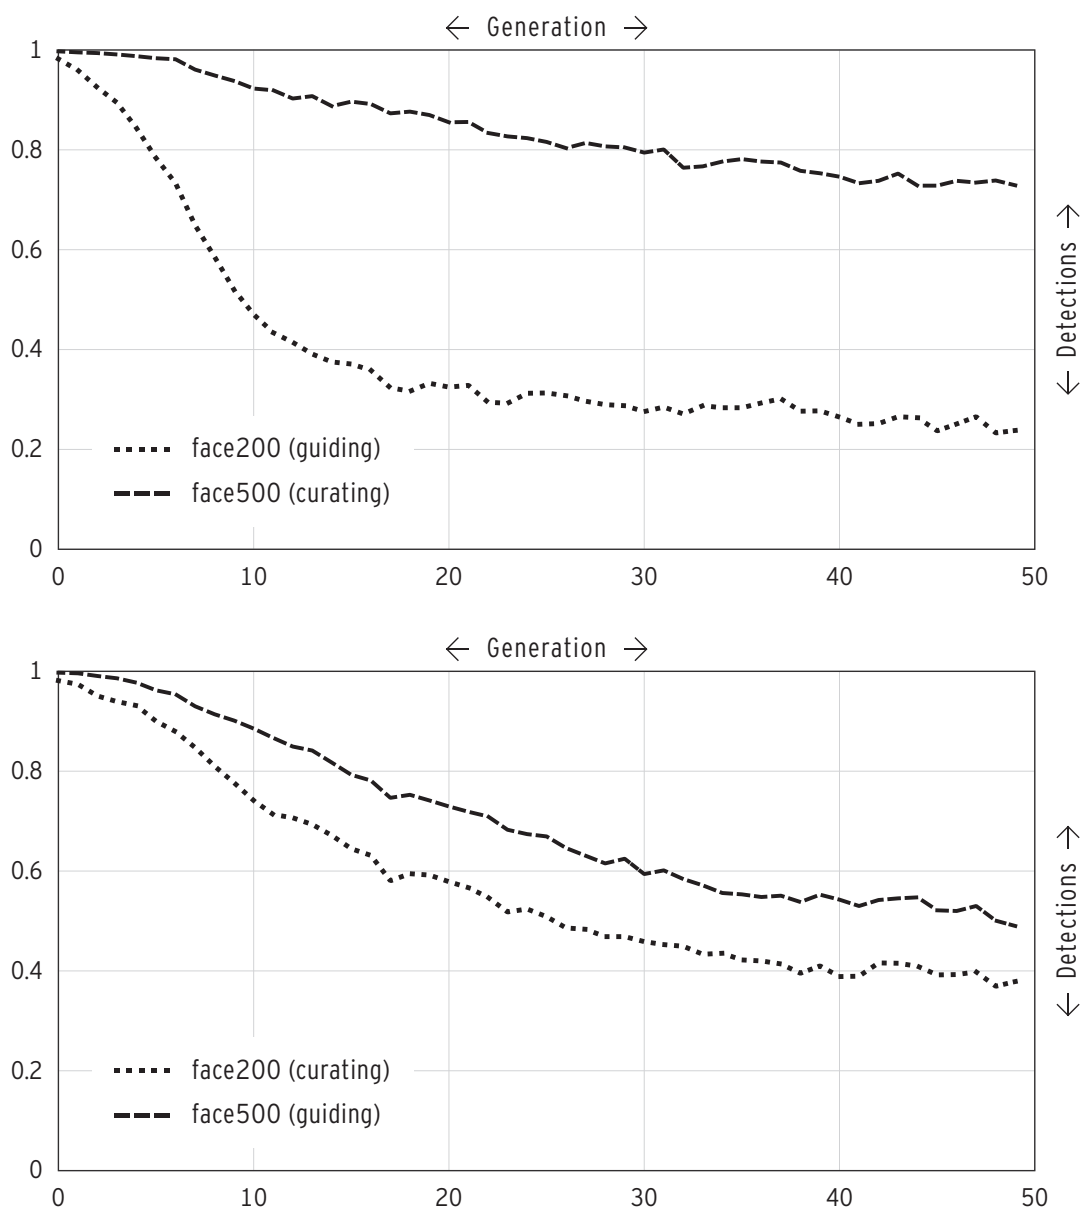 ← Generation →
1
0.8
0.6
0.4
0.2
0
← Detections →
face200 (guiding)
face500 (curating)
0 10 20 30 40 50
← Generation →
1
0.8
0.6
0.4
0.2
0
← Detections →
face200 (curating)
face500 (guiding)
0 10 20 30 40 50